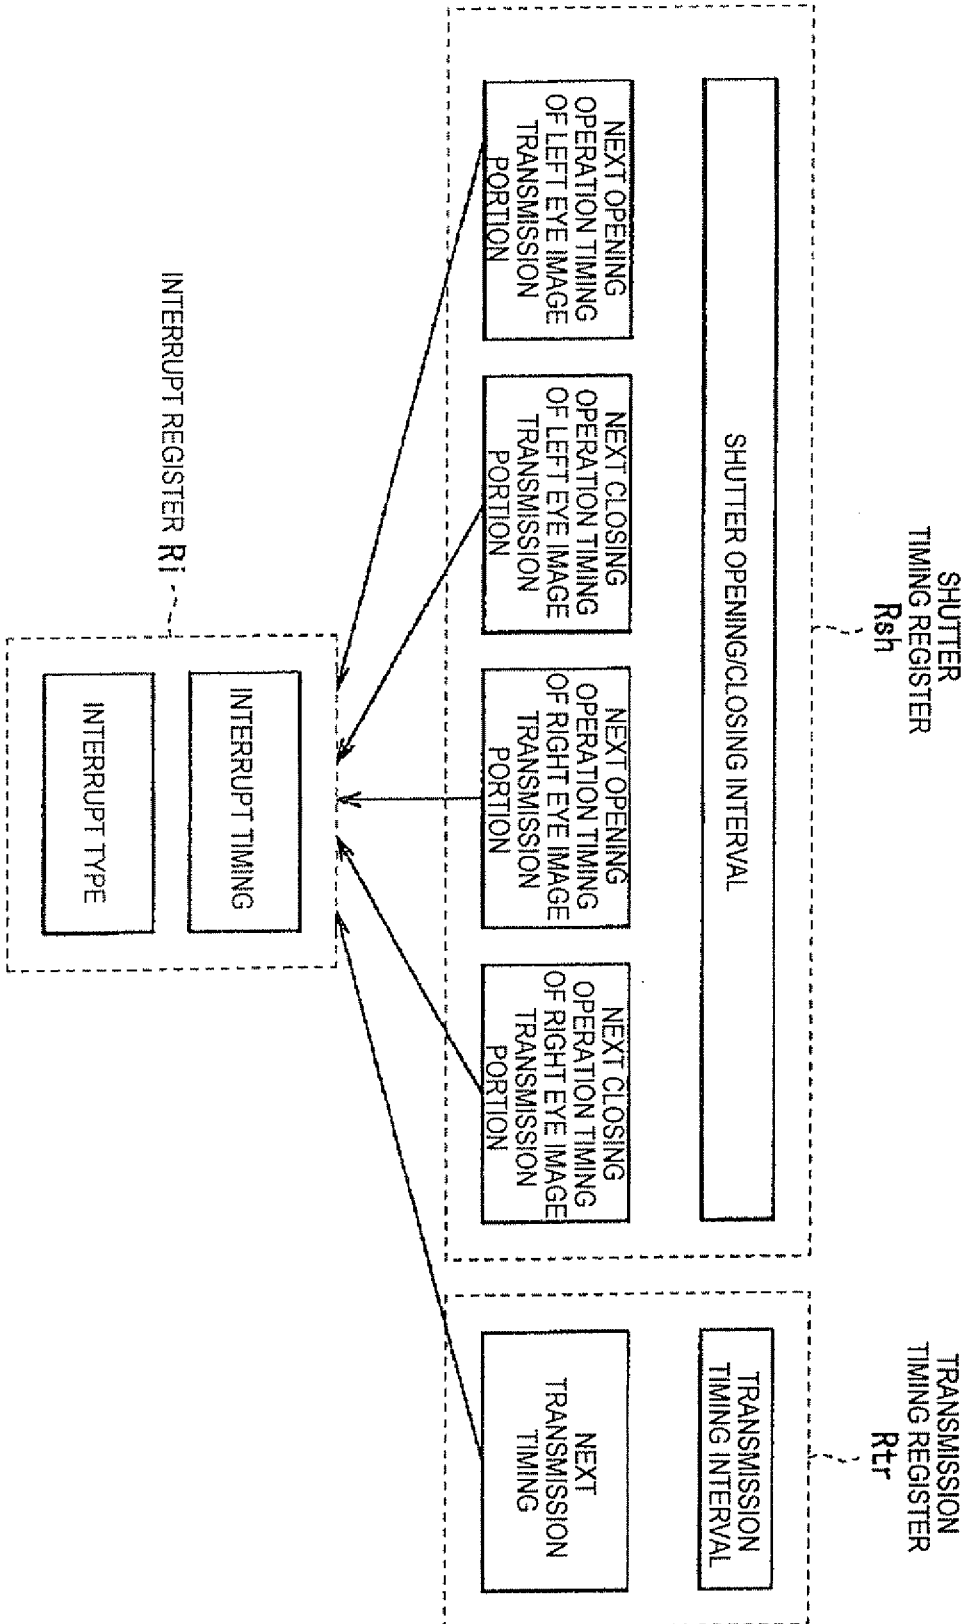 SHUTTER
TIMING REGISTER
Rsh
TRANSMISSION
TIMING REGISTER
Rtr
SHUTTER OPENING/CLOSING INTERVAL
TRANSMISSION
TIMING INTERVAL
NEXT OPENING
OPERATION TIMING
OF LEFT EYE IMAGE
TRANSMISSION
PORTION
NEXT CLOSING
OPERATION TIMING
OF LEFT EYE IMAGE
TRANSMISSION
PORTION
NEXT OPENING
OPERATION TIMING
OF RIGHT EYE IMAGE
TRANSMISSION
PORTION
NEXT CLOSING
OPERATION TIMING
OF RIGHT EYE IMAGE
TRANSMISSION
PORTION
NEXT
TRANSMISSION
TIMING
INTERRUPT REGISTER Ri
INTERRUPT TIMING
INTERRUPT TYPE